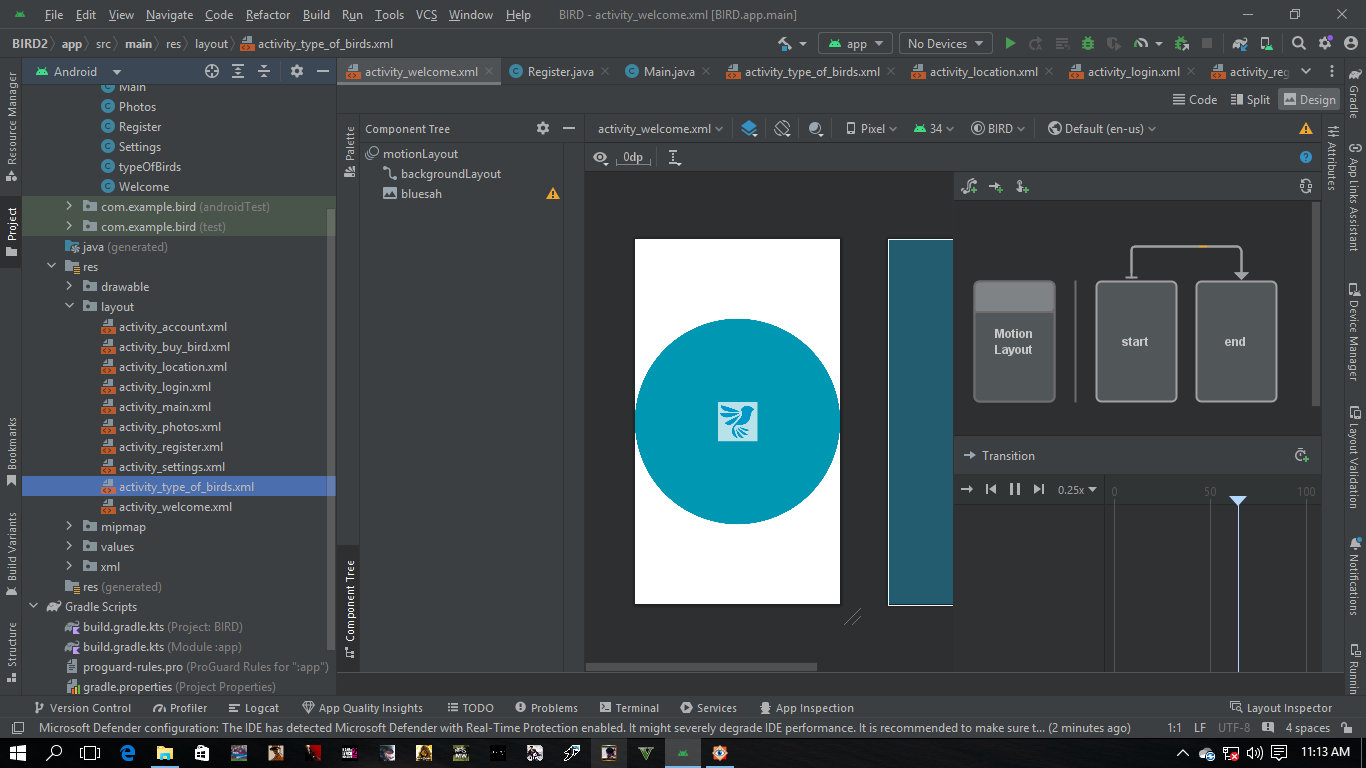 File Edit View Navigate Code Refactor Build Run Tools VCS Window Help BIRD - activity_welcome.xml [BIRD.app.main]
BIRD2 app src main res layout activity_type_of_birds.xml app No Devices
Android activity_welcome.xml Register.java Main.java activity_type_of_birds.xml activity_location.xml activity_login.xml activity_reg
Code Split Design
Component Tree activity_welcome.xml Pixel 34 BIRD Default (en-us)
0dp
Main
Photos
Register
Settings
typeOfBirds
Welcome
com.example.bird (androidTest)
com.example.bird (test)
java (generated)
res
drawable
layout
activity_account.xml
activity_buy_bird.xml
activity_location.xml
activity_login.xml
activity_main.xml
activity_photos.xml
activity_register.xml
activity_settings.xml
activity_type_of_birds.xml
activity_welcome.xml
mipmap
values
xml
res (generated)
Gradle Scripts
build.gradle.kts (Project: BIRD)
build.gradle.kts (Module :app)
proguard-rules.pro (ProGuard Rules for ":app")
gradle.properties (Project Properties)
motionLayout
backgroundLayout
bluesah
Motion
Layout
start
end
Transition
0.25x 0 50 100
Resource Manager
Project
Bookmarks
Build Variants
Structure
Palette
Component Tree
Attributes
Gradle
App Links Assistant
Device Manager
Layout Validation
Notifications
Runnin
Version Control Profiler Logcat App Quality Insights TODO Problems Terminal Services App Inspection Layout Inspector
Microsoft Defender configuration: The IDE has detected Microsoft Defender with Real-Time Protection enabled. It might severely degrade IDE performance. It is recommended to make sure t... (2 minutes ago) 1:1 LF UTF-8 4 spaces
11:13 AM